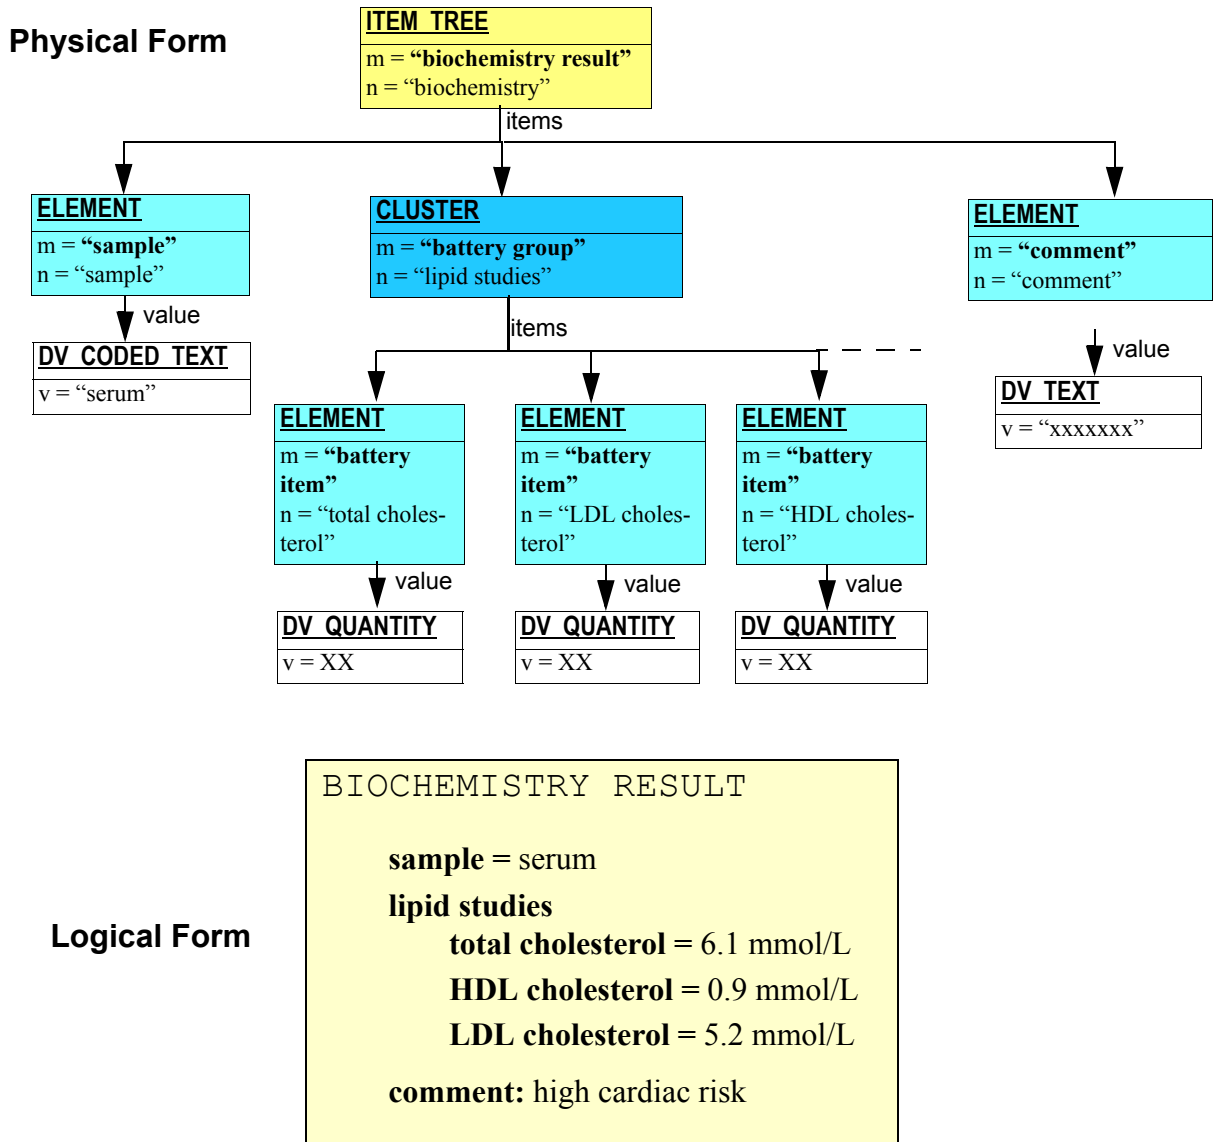 Physical Form
ITEM_TREE
m = “biochemistry result”
n = “biochemistry”
items
ELEMENT
m = “sample”
n = “sample”
value
DV_CODED_TEXT
v = “serum”
CLUSTER
m = “battery group”
n = “lipid studies”
items
ELEMENT
m = “comment”
n = “comment”
value
DV_TEXT
v = “xxxxxxx”
ELEMENT
m = “battery
item”
n = “total choles-
terol”
value
DV_QUANTITY
v = XX
ELEMENT
m = “battery
item”
n = “LDL choles-
terol”
value
DV_QUANTITY
v = XX
ELEMENT
m = “battery
item”
n = “HDL choles-
terol”
value
DV_QUANTITY
v = XX
Logical Form
BIOCHEMISTRY RESULT
sample = serum
lipid studies
total cholesterol = 6.1 mmol/L
HDL cholesterol = 0.9 mmol/L
LDL cholesterol = 5.2 mmol/L
comment: high cardiac risk